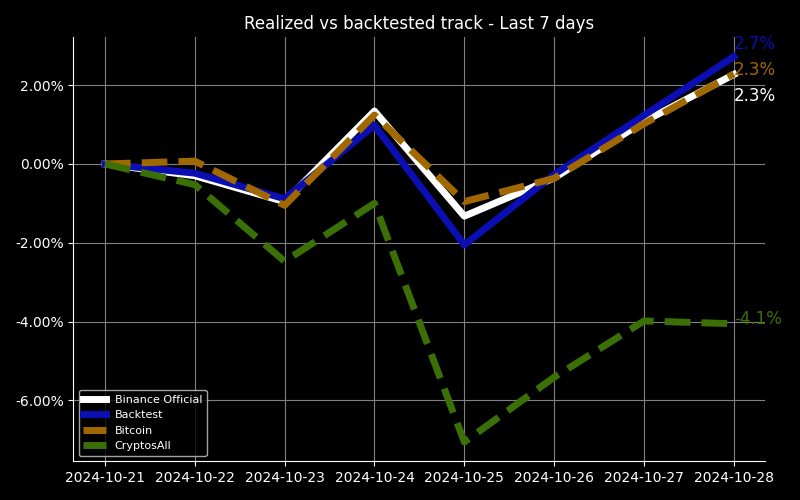 Realized vs backtested track - Last 7 days
2.7%
2.3%
2.3%
-4.1%
2.00%
0.00%
-2.00%
-4.00%
-6.00%
Binance Official
Backtest
Bitcoin
CryptosAll
2024-10-21 2024-10-22 2024-10-23 2024-10-24 2024-10-25 2024-10-26 2024-10-27 2024-10-28